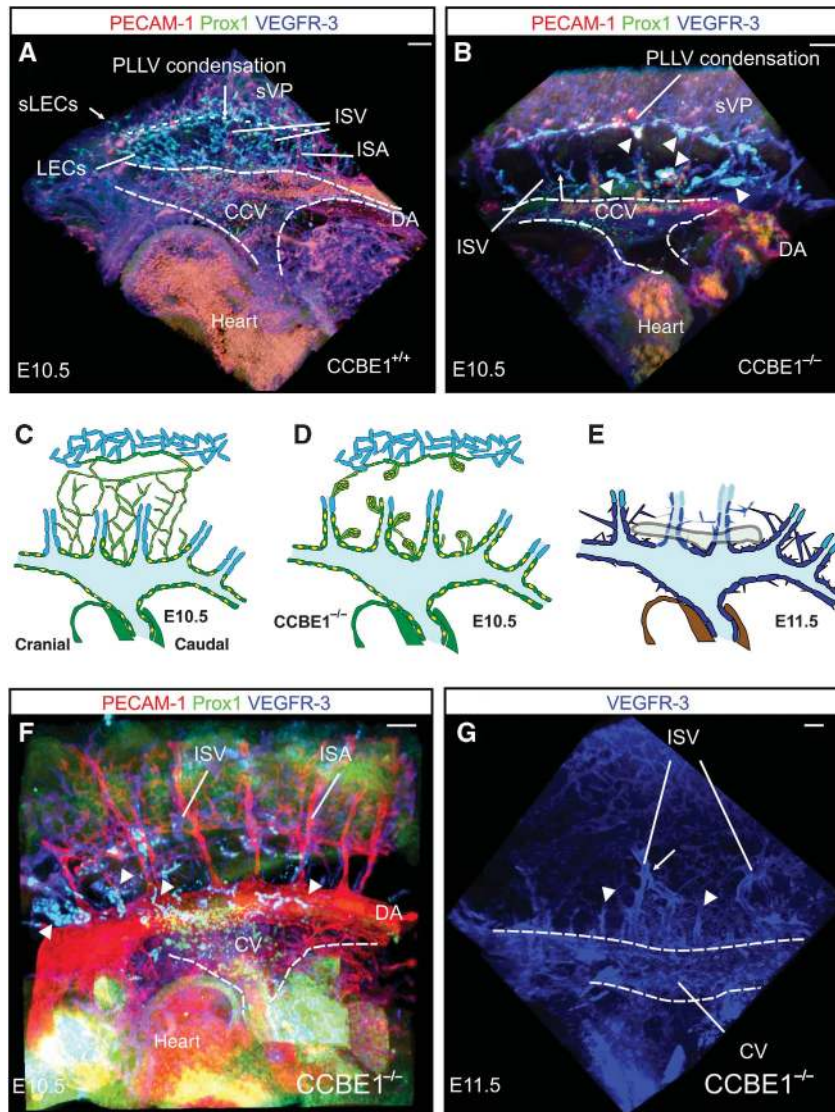 PECAM-1 Prox1 VEGFR-3
A
PLLV condensation
sVP
sLECs
ISV
ISA
LECs
CCV
DA
Heart
E10.5
CCBE1+/+
PECAM-1 Prox1 VEGFR-3
B
PLLV condensation
sVP
CCV
ISV
DA
Heart
E10.5
CCBE1−/−
C
E10.5
Cranial
Caudal
D
CCBE1−/−
E10.5
E
E11.5
PECAM-1 Prox1 VEGFR-3
F
ISV
ISA
DA
CV
Heart
E10.5
CCBE1−/−
VEGFR-3
G
ISV
CV
E11.5
CCBE1−/−